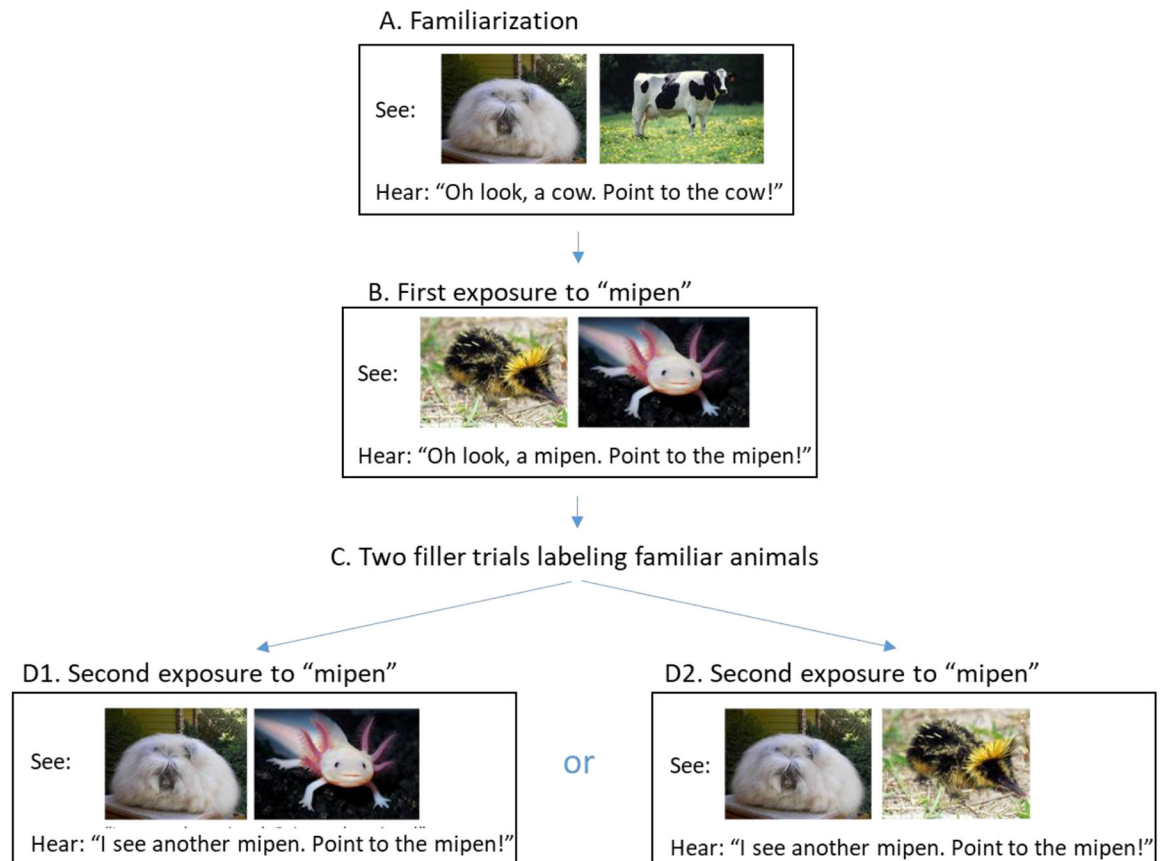 A. Familiarization
See:
Hear: “Oh look, a cow. Point to the cow!”
B. First exposure to “mipen”
See:
Hear: “Oh look, a mipen. Point to the mipen!”
C. Two filler trials labeling familiar animals
D1. Second exposure to “mipen”
See:
Hear: “I see another mipen. Point to the mipen!”
or
D2. Second exposure to “mipen”
See:
Hear: “I see another mipen. Point to the mipen!”